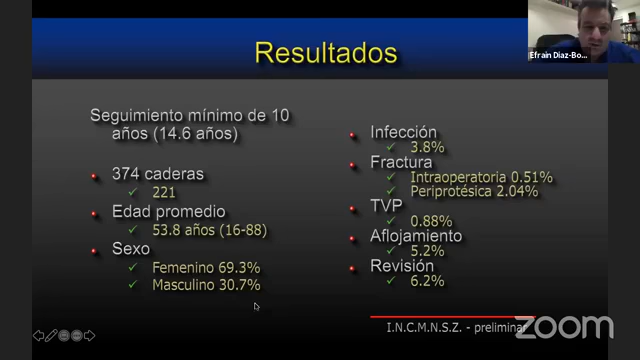 Resultados
Efrain Diaz-Bo...
Seguimiento mínimo de 10
años (14.6 años)
374 caderas
221
Edad promedio
53.8 años (16-88)
Sexo
Femenino 69.3%
Masculino 30.7%
Infección
3.8%
Fractura
Intraoperatoria 0.51%
Periprotésica 2.04%
TVP
0.88%
Aflojamiento
5.2%
Revisión
6.2%
I.N.C.M.N.S.Z. - preliminar
zoom